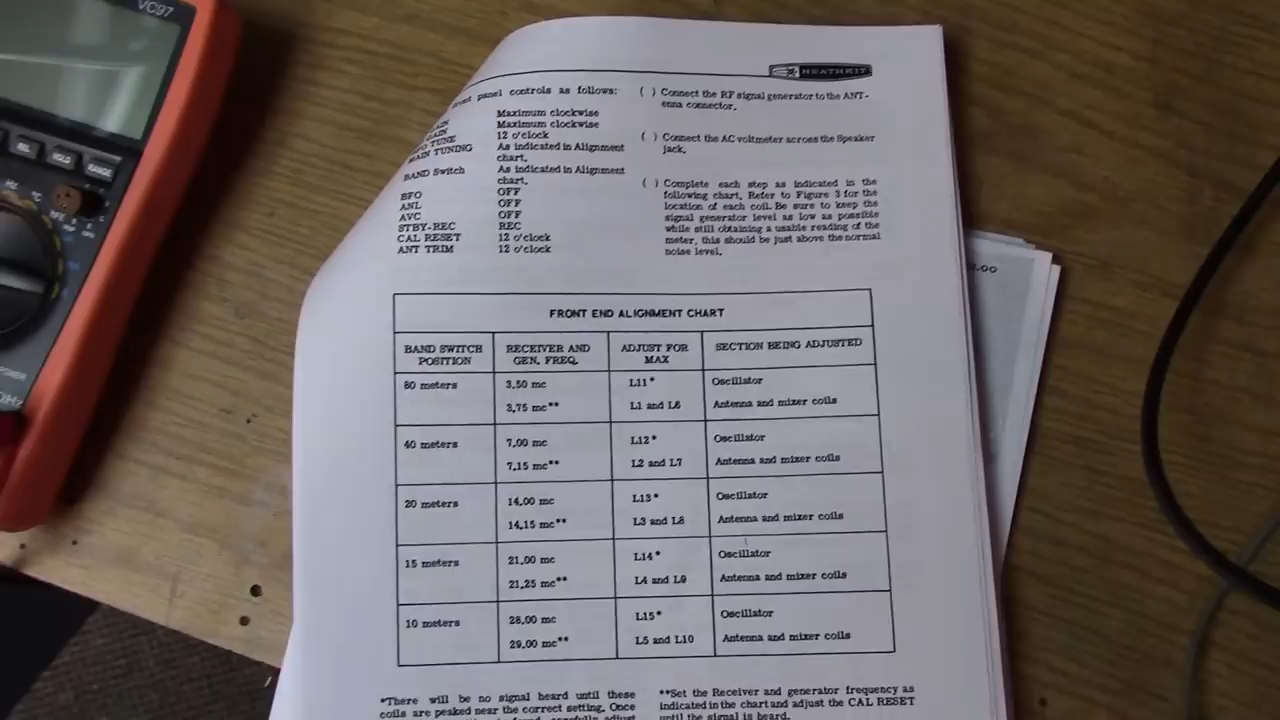 VC97
REL
HOLD
RANGE
Hz
°C
POWER
HEATHKIT
panel controls as follows:
Maximum clockwise
Maximum clockwise
TUNE 12 o'clock
MAIN TUNING As indicated in Alignment
chart.
BAND Switch As indicated in Alignment
chart.
BFO OFF
ANL OFF
AVC OFF
STBY-REC REC
CAL RESET 12 o'clock
ANT TRIM 12 o'clock
( ) Connect the RF signal generator to the ANT-
enna connector.
( ) Connect the AC voltmeter across the Speaker
jack.
( ) Complete each step as indicated in the
following chart. Refer to Figure 3 for the
location of each coil. Be sure to keep the
signal generator level as low as possible
while still obtaining a usable reading of the
meter, this should be just above the normal
noise level.
FRONT END ALIGNMENT CHART
BAND SWITCH POSITION RECEIVER AND GEN. FREQ. ADJUST FOR MAX SECTION BEING ADJUSTED
80 meters 3.50 mc L11* Oscillator
3.75 mc** L1 and L6 Antenna and mixer coils
40 meters 7.00 mc L12* Oscillator
7.15 mc** L2 and L7 Antenna and mixer coils
20 meters 14.00 mc L13* Oscillator
14.15 mc** L3 and L8 Antenna and mixer coils
15 meters 21.00 mc L14* Oscillator
21.25 mc** L4 and L9 Antenna and mixer coils
10 meters 28.00 mc L15* Oscillator
29.00 mc** L5 and L10 Antenna and mixer coils
*There will be no signal heard until these
coils are peaked near the correct setting. Once
carefully adjust
**Set the Receiver and generator frequency as
indicated in the chart and adjust the CAL RESET
until the signal is heard.